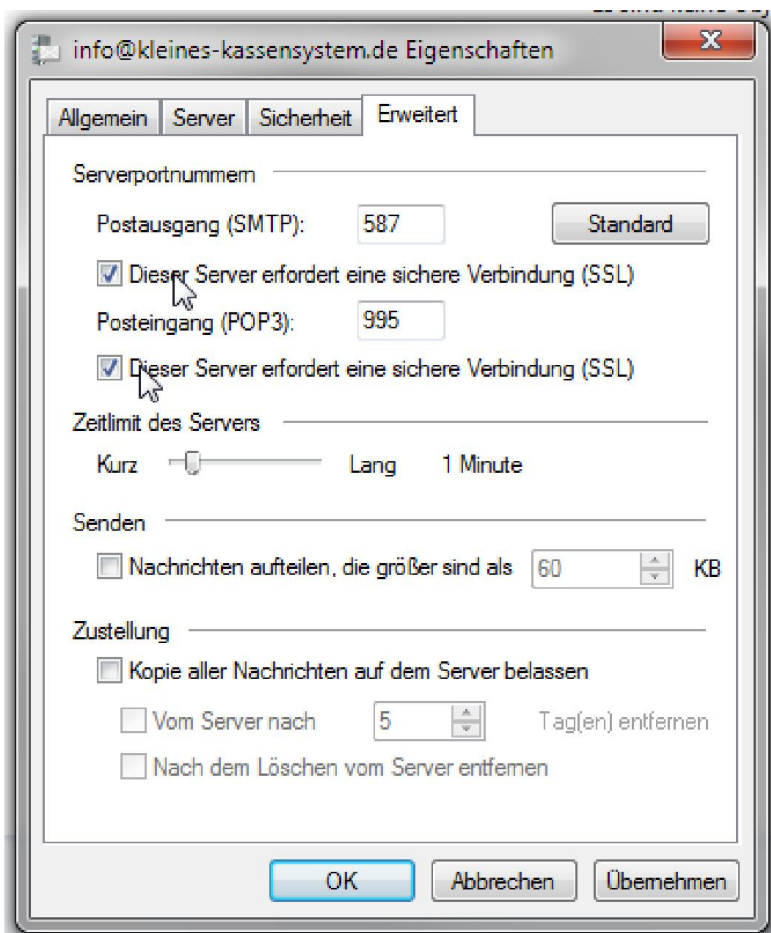 info@kleines-kassensystem.de Eigenschaften
Allgemein Server Sicherheit Erweitert
Serverportnummern
Postausgang (SMTP): 587 Standard
Dieser Server erfordert eine sichere Verbindung (SSL)
Posteingang (POP3): 995
Dieser Server erfordert eine sichere Verbindung (SSL)
Zeitlimit des Servers
Kurz Lang 1 Minute
Senden
Nachrichten aufteilen, die größer sind als 60 KB
Zustellung
Kopie aller Nachrichten auf dem Server belassen
Vom Server nach 5 Tag(en) entfernen
Nach dem Löschen vom Server entfernen
OK Abbrechen Übernehmen